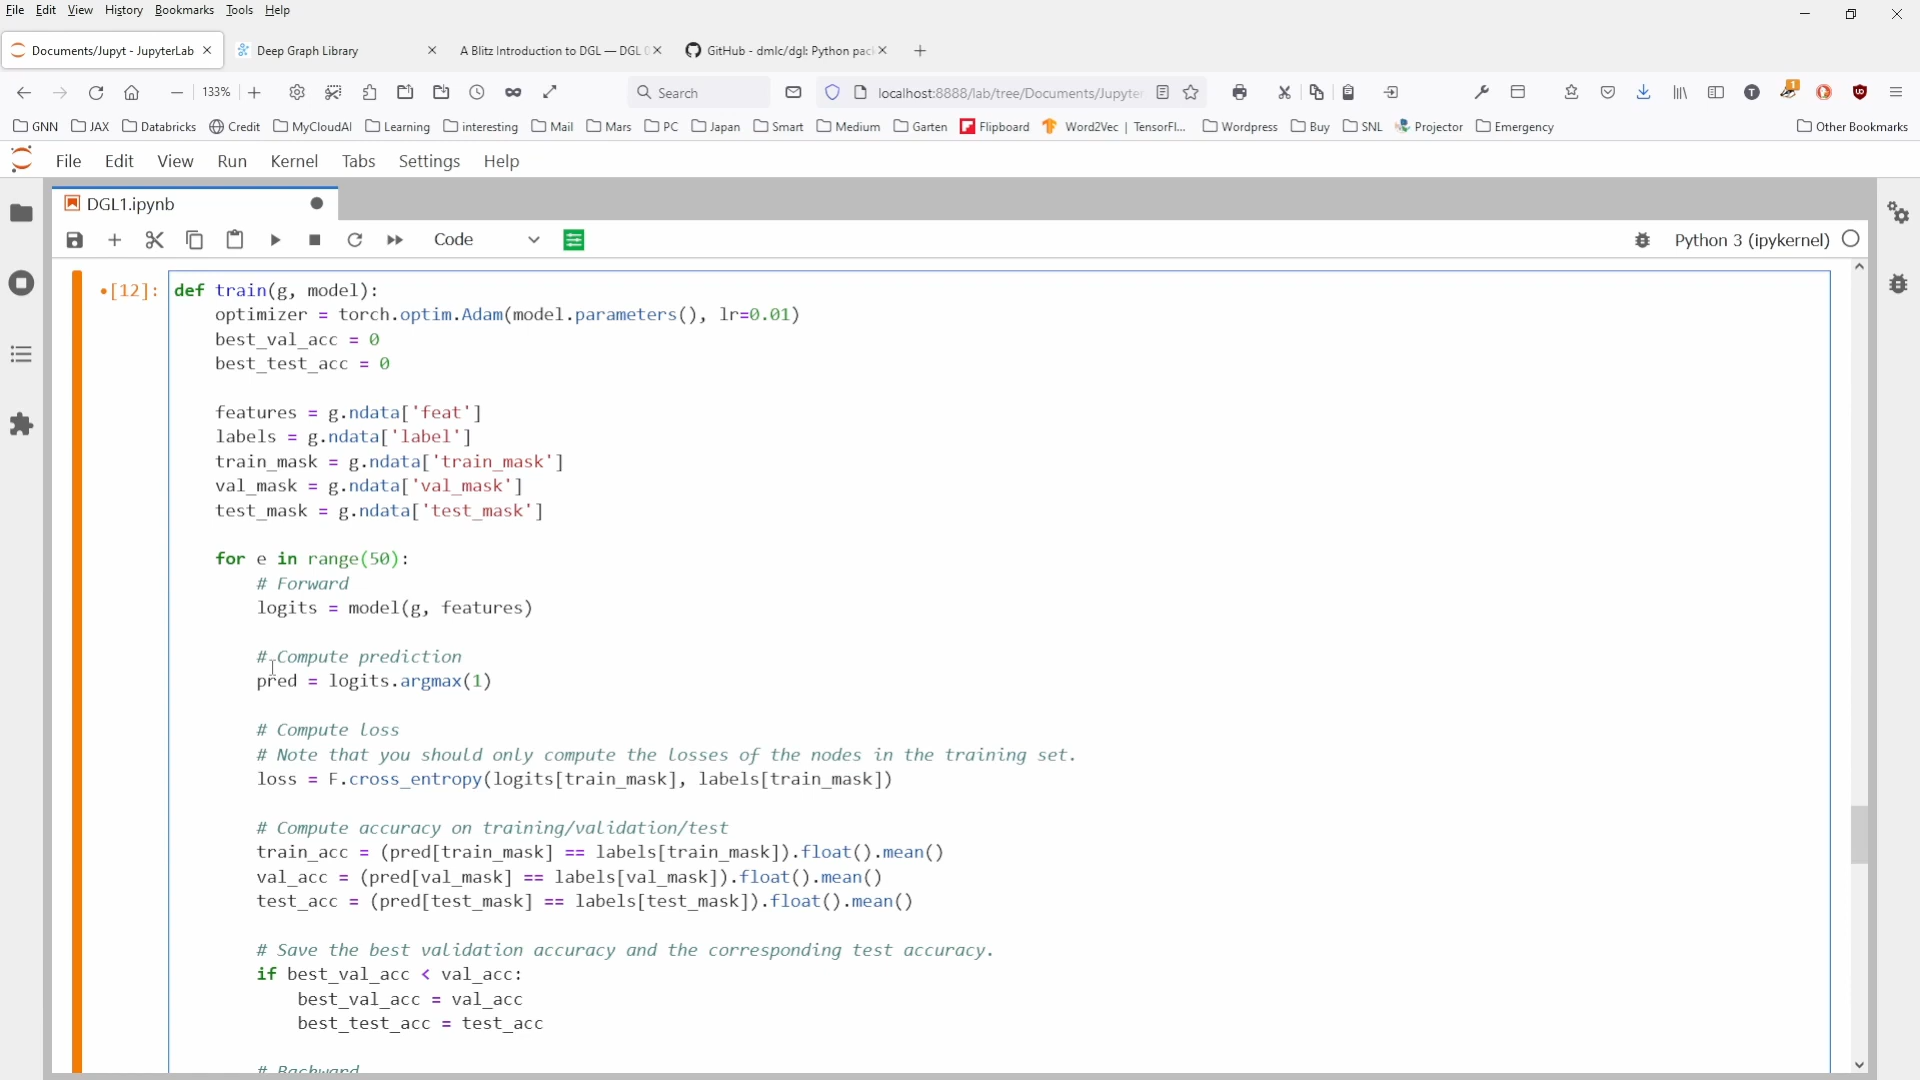 File Edit View History Bookmarks Tools Help
Documents/Jupyt - JupyterLab
Deep Graph Library
A Blitz Introduction to DGL — DGL
GitHub - dmlc/dgl: Python pac
133%
Search
localhost:8888/lab/tree/Documents/Jupyte
1
T
GNN JAX Databricks Credit MyCloudAI Learning interesting Mail Mars PC Japan Smart Medium Garten Flipboard Word2Vec | TensorFl... Wordpress Buy SNL Projector Emergency Other Bookmarks
File Edit View Run Kernel Tabs Settings Help
DGL1.ipynb
Code
Python 3 (ipykernel)
[12]: def train(g, model):
optimizer = torch.optim.Adam(model.parameters(), lr=0.01)
best_val_acc = 0
best_test_acc = 0
features = g.ndata['feat']
labels = g.ndata['label']
train_mask = g.ndata['train_mask']
val_mask = g.ndata['val_mask']
test_mask = g.ndata['test_mask']
for e in range(50):
# Forward
logits = model(g, features)
# Compute prediction
pred = logits.argmax(1)
# Compute loss
# Note that you should only compute the losses of the nodes in the training set.
loss = F.cross_entropy(logits[train_mask], labels[train_mask])
# Compute accuracy on training/validation/test
train_acc = (pred[train_mask] == labels[train_mask]).float().mean()
val_acc = (pred[val_mask] == labels[val_mask]).float().mean()
test_acc = (pred[test_mask] == labels[test_mask]).float().mean()
# Save the best validation accuracy and the corresponding test accuracy.
if best_val_acc < val_acc:
best_val_acc = val_acc
best_test_acc = test_acc
# Backward